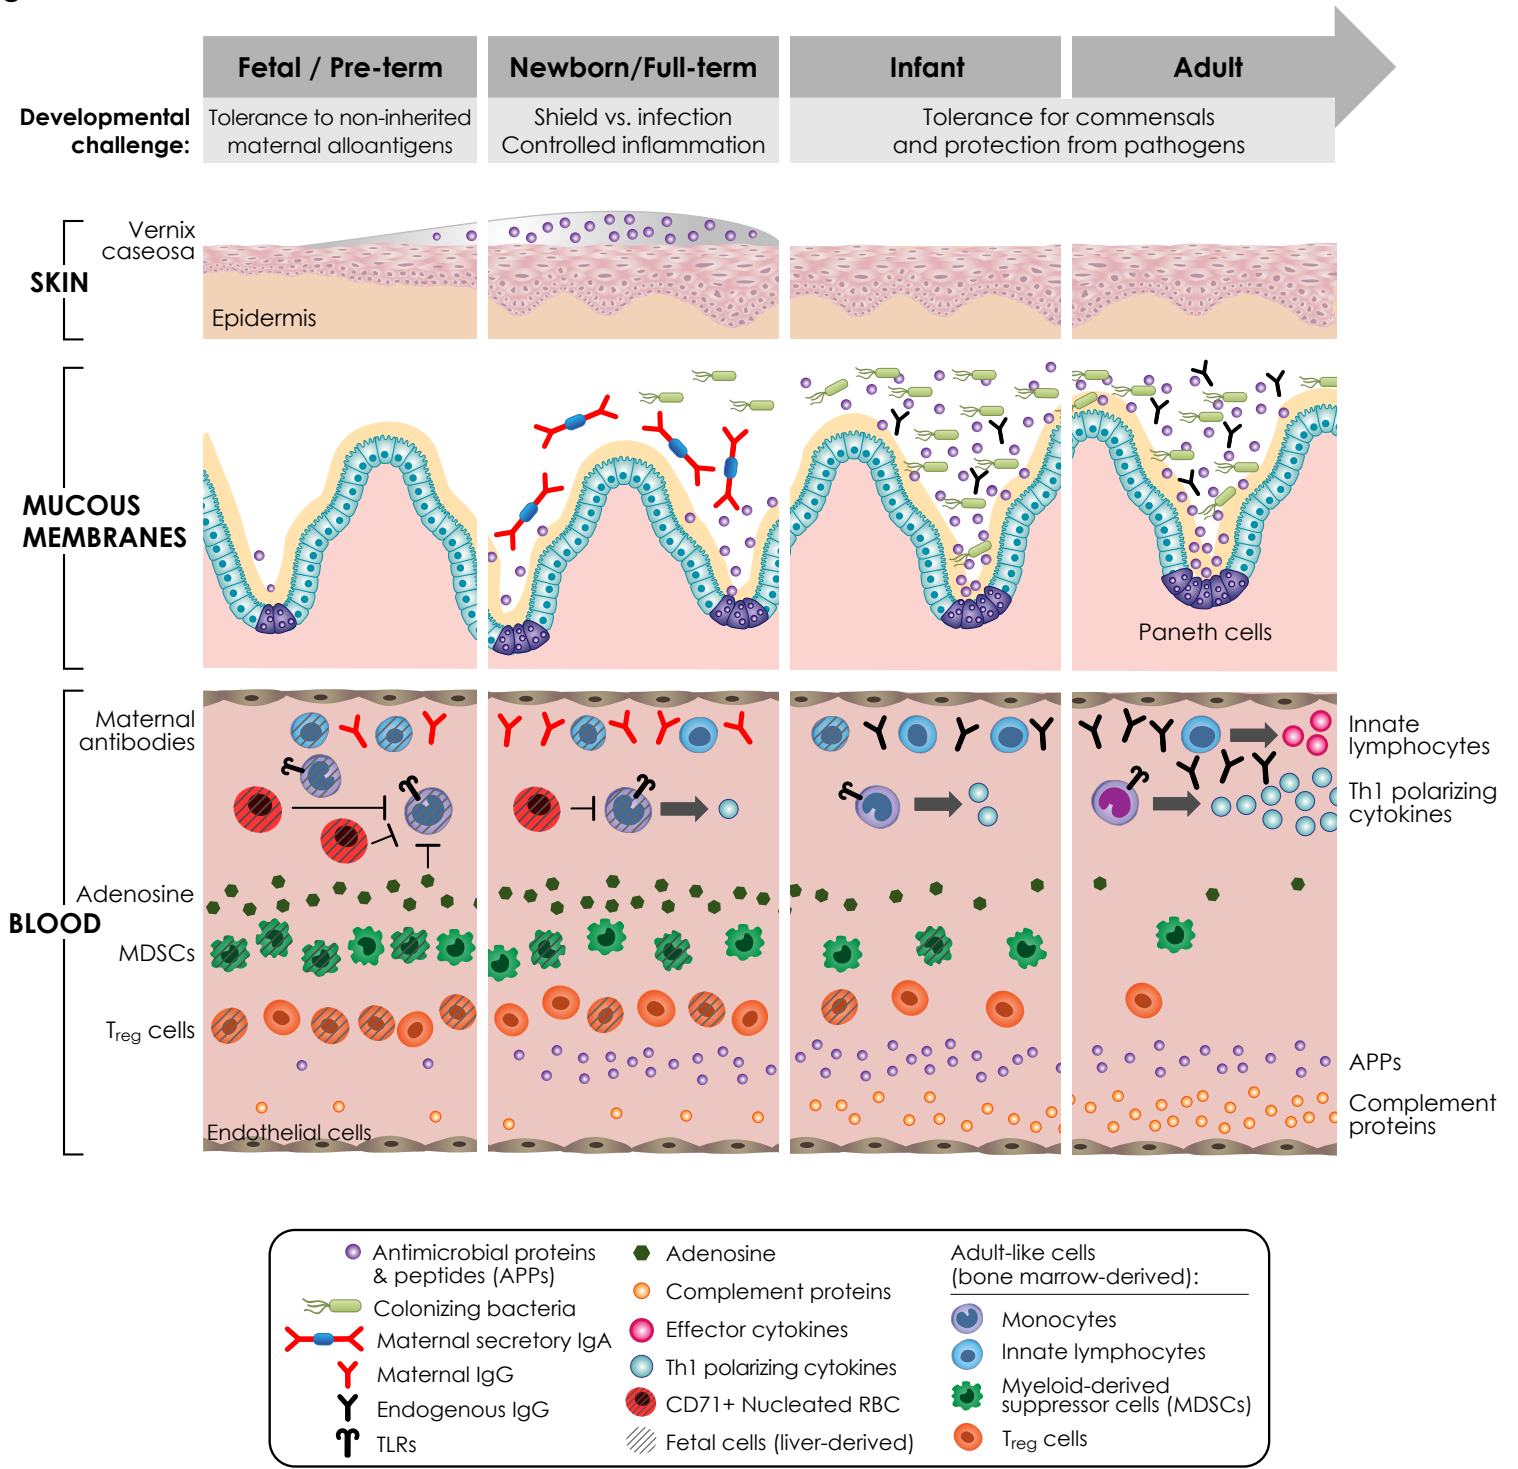 Fetal / Pre-term
Newborn/Full-term
Infant
Adult
Developmental
challenge:
Tolerance to non-inherited
maternal alloantigens
Shield vs. infection
Controlled inflammation
Tolerance for commensals
and protection from pathogens
SKIN
Vernix
caseosa
Epidermis
MUCOUS
MEMBRANES
Paneth cells
BLOOD
Maternal
antibodies
Adenosine
MDSCs
Treg cells
Endothelial cells
Innate
lymphocytes
Th1 polarizing
cytokines
APPs
Complement
proteins
Antimicrobial proteins
& peptides (APPs)
Colonizing bacteria
Maternal secretory IgA
Maternal IgG
Endogenous IgG
TLRs
Adenosine
Complement proteins
Effector cytokines
Th1 polarizing cytokines
CD71+ Nucleated RBC
Fetal cells (liver-derived)
Adult-like cells
(bone marrow-derived):
Monocytes
Innate lymphocytes
Myeloid-derived
suppressor cells (MDSCs)
Treg cells